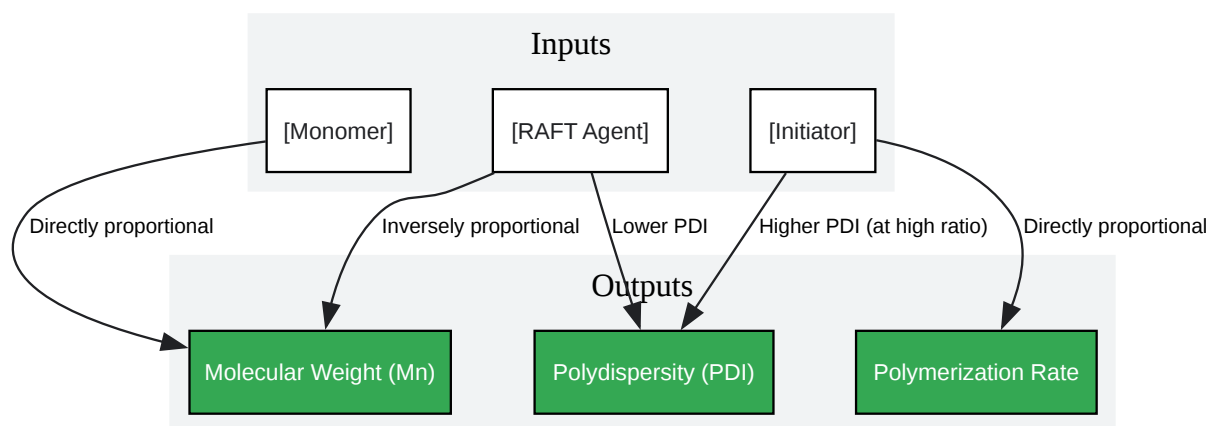 Inputs
[Monomer]
[RAFT Agent]
[Initiator]
Directly proportional
Inversely proportional
Lower PDI
Higher PDI (at high ratio)
Directly proportional
Outputs
Molecular Weight (Mn)
Polydispersity (PDI)
Polymerization Rate